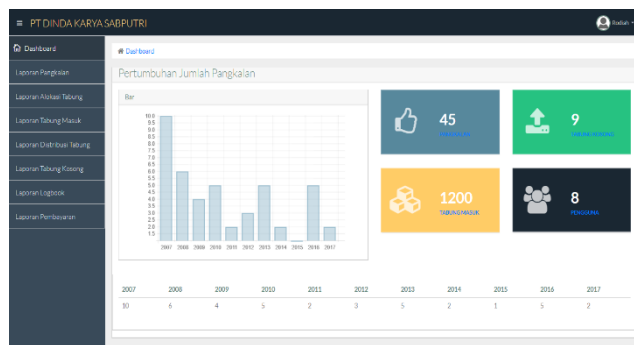 ≡ PT DINDA KARYA SABPUTRI
Rodiah
Dashboard
Laporan Pangkalan
Laporan Alokasi Tabung
Laporan Tabung Masuk
Laporan Distribusi Tabung
Laporan Tabung Kosong
Laporan Logbook
Laporan Pembayaran
Dashboard
Pertumbuhan Jumlah Pangkalan
Bar
10.0
9.5
9.0
8.5
8.0
7.5
7.0
6.5
6.0
5.5
5.0
4.5
4.0
3.5
3.0
2.5
2.0
1.5
2007 2008 2009 2010 2011 2012 2013 2014 2015 2016 2017
45
PANGKALAN
9
TABUNG KOSONG
1200
TABUNG MASUK
8
PENGGUNA
2007 2008 2009 2010 2011 2012 2013 2014 2015 2016 2017
10 6 4 5 2 3 5 2 1 5 2